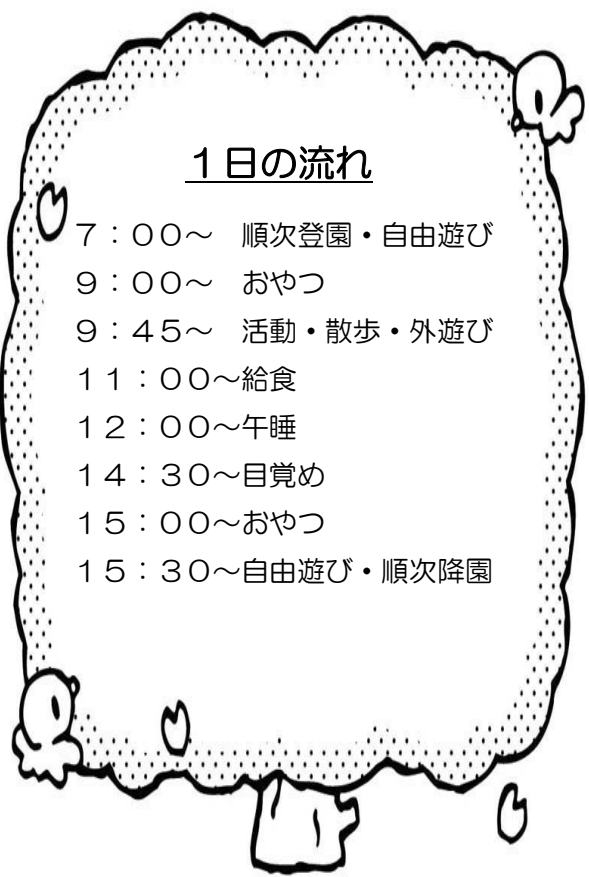 １日の流れ
７：００～　順次登園・自由遊び
９：００～　おやつ
９：４５～　活動・散歩・外遊び
１１：００～給食
１２：００～午睡
１４：３０～目覚め
１５：００～おやつ
１５：３０～自由遊び・順次降園